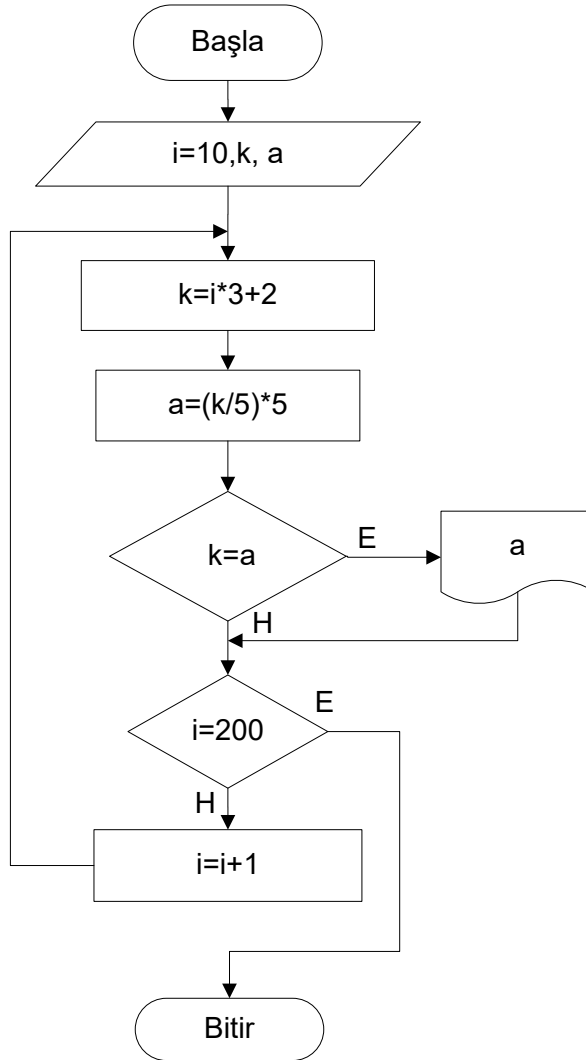 Başla
i=10,k, a
k=i*3+2
a=(k/5)*5
k=a
E
a
H
i=200
E
H
i=i+1
Bitir